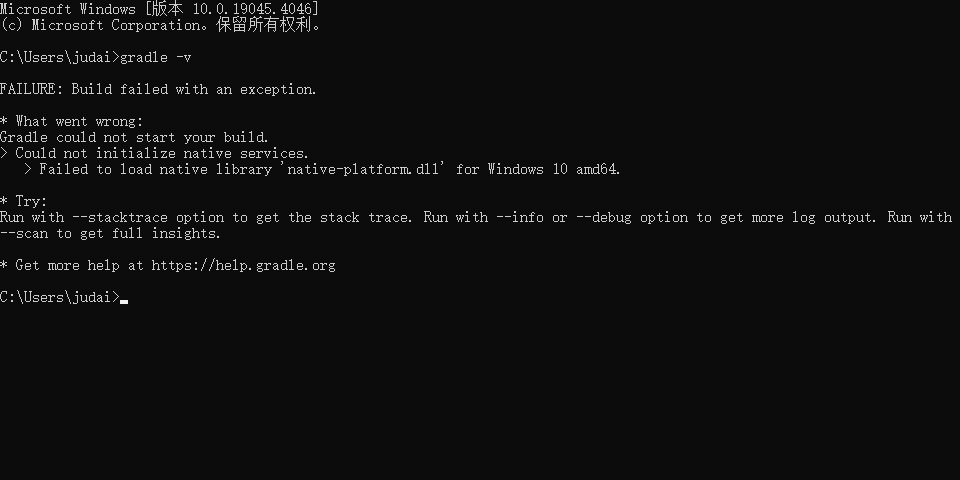 Microsoft Windows [版本 10.0.19045.4046]
(c) Microsoft Corporation。保留所有权利。
C:\Users\judai>gradle -v
FAILURE: Build failed with an exception.
* What went wrong:
Gradle could not start your build.
> Could not initialize native services.
   > Failed to load native library 'native-platform.dll' for Windows 10 amd64.
* Try:
Run with --stacktrace option to get the stack trace. Run with --info or --debug option to get more log output. Run with
--scan to get full insights.
* Get more help at https://help.gradle.org
C:\Users\judai>